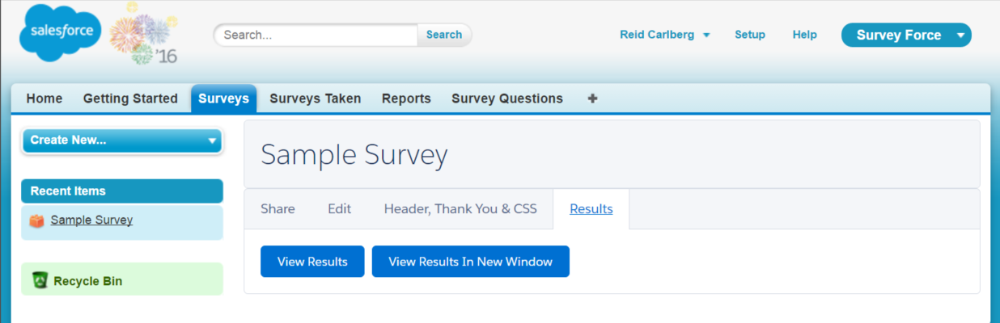 salesforce
'16
Search...
Search
Reid Carlberg
Setup
Help
Survey Force
Home
Getting Started
Surveys
Surveys Taken
Reports
Survey Questions
+
Create New...
Recent Items
Sample Survey
Recycle Bin
Sample Survey
Share
Edit
Header, Thank You & CSS
Results
View Results
View Results In New Window